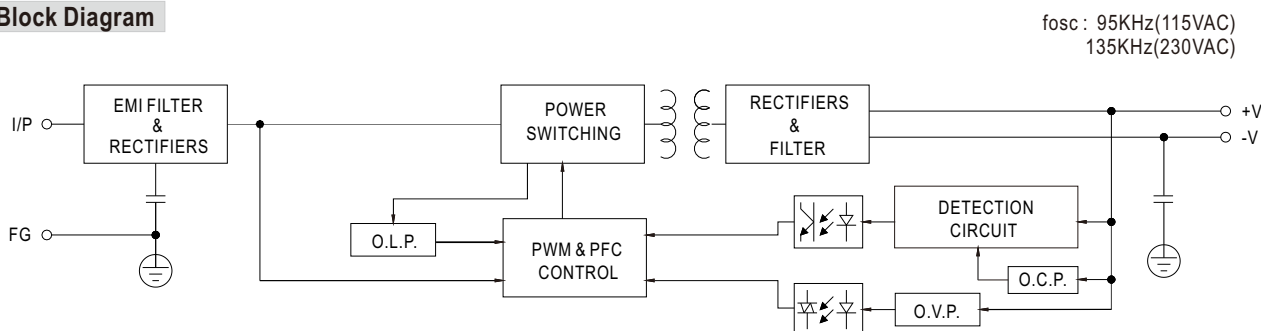 Block Diagram
fosc : 95KHz(115VAC)
135KHz(230VAC)
I/P
EMI FILTER
&
RECTIFIERS
POWER
SWITCHING
RECTIFIERS
&
FILTER
+V
-V
FG
O.L.P.
PWM & PFC
CONTROL
DETECTION
CIRCUIT
O.C.P.
O.V.P.